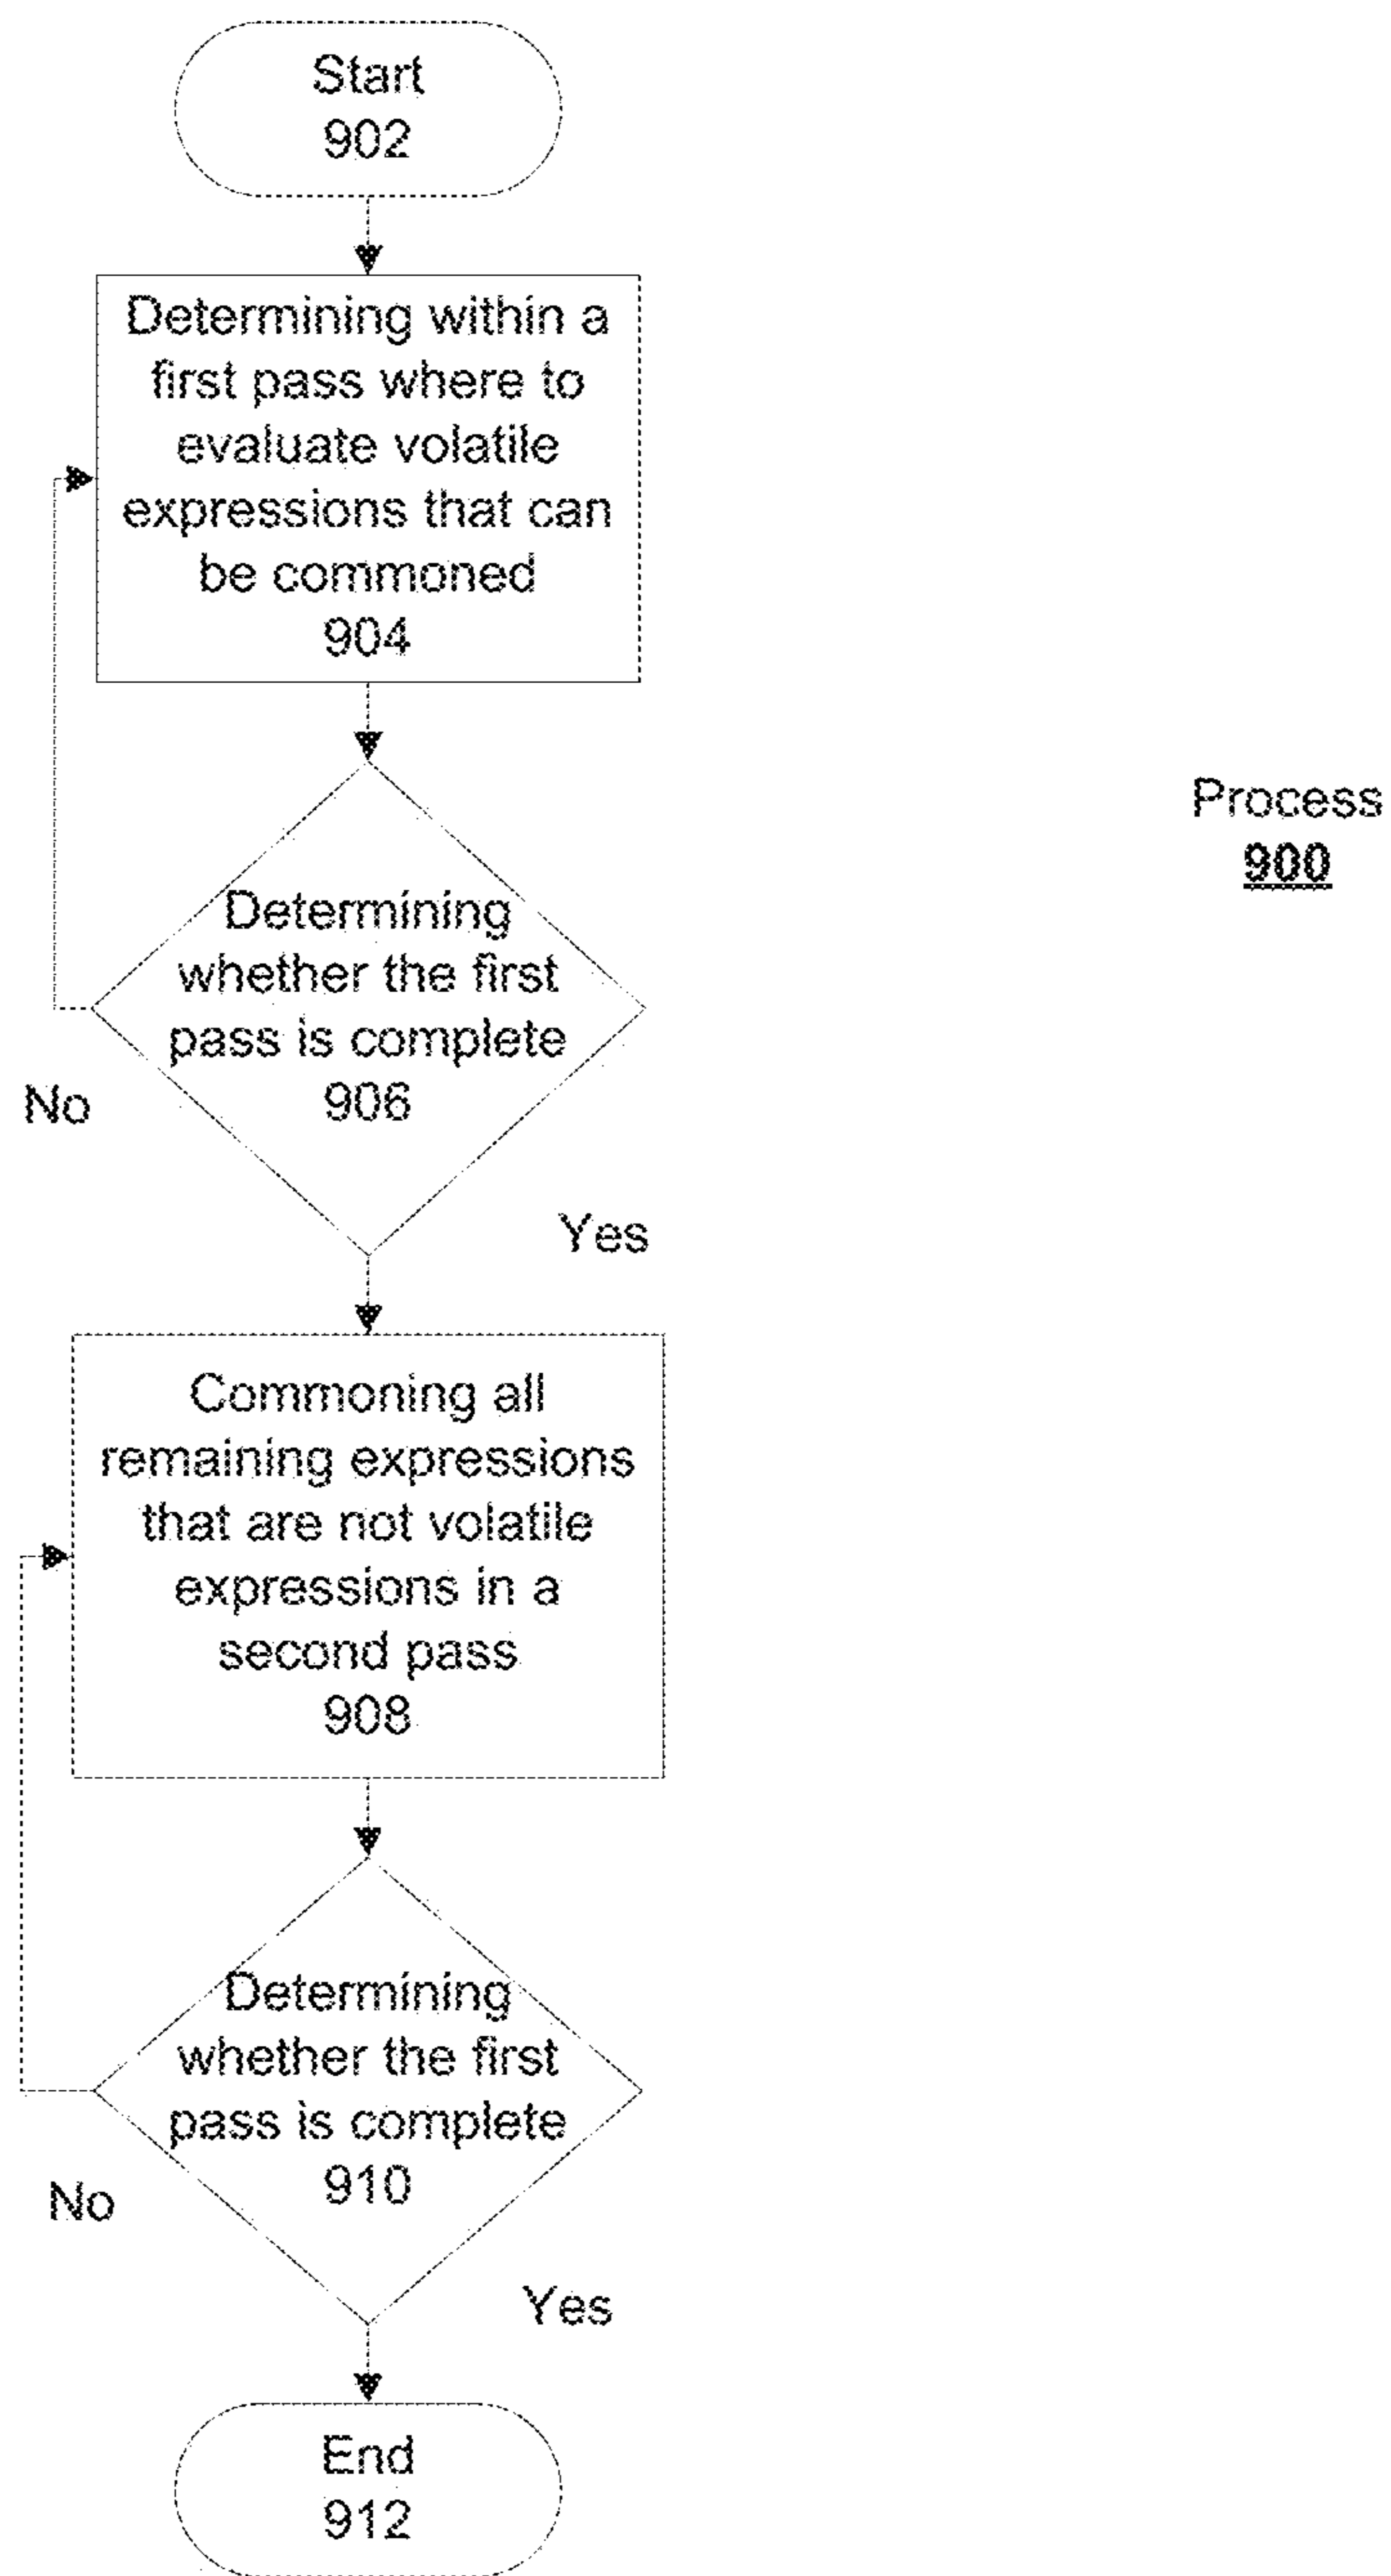 Start
902
Determining within a
first pass where to
evaluate volatile
expressions that can
be commoned
904
Process
900
Determining
whether the first
pass is complete
906
No
Yes
Commoning all
remaining expressions
that are not volatile
expressions in a
second pass
908
Determining
whether the first
pass is complete
910
No
Yes
End
912